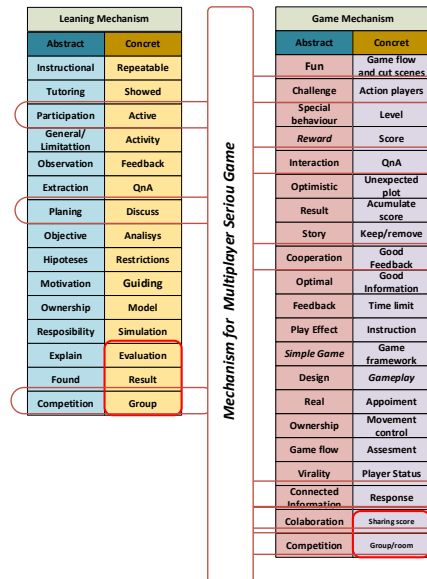 Leaning Mechanism
Abstract Concret
Instructional Repeatable
Tutoring Showed
Participation Active
General/
Limitattion Activity
Observation Feedback
Extraction QnA
Planing Discuss
Objective Analisys
Hipoteses Restrictions
Motivation Guiding
Ownership Model
Resposibility Simulation
Explain Evaluation
Found Result
Competition Group
Mechanism for Multiplayer Seriou Game
Game Mechanism
Abstract Concret
Fun Game flow
and cut scenes
Challenge Action players
Special
behaviour Level
Reward Score
Interaction QnA
Optimistic Unexpected
plot
Result Acumulate
score
Story Keep/remove
Cooperation Good
Feedback
Optimal Good
Information
Feedback Time limit
Play Effect Instruction
Simple Game Game
framework
Design Gameplay
Real Appoiment
Ownership Movement
control
Game flow Assesment
Virality Player Status
Connected
Information Response
Colaboration Sharing score
Competition Group/room